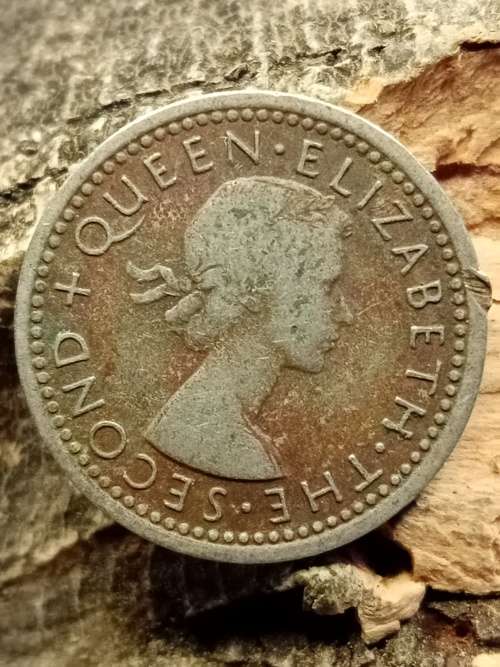 + QUEEN · ELIZABETH · THE · SECOND